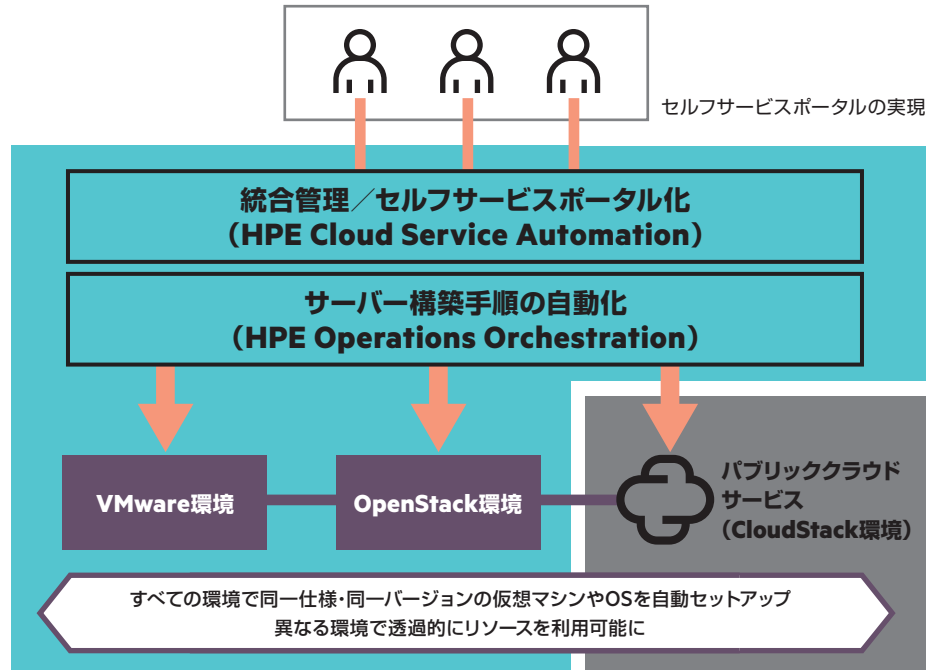 セルフサービスポータルの実現
統合管理／セルフサービスポータル化
（HPE Cloud Service Automation）
サーバー構築手順の自動化
（HPE Operations Orchestration）
VMware環境
OpenStack環境
パブリッククラウド
サービス
（CloudStack環境）
すべての環境で同一仕様・同一バージョンの仮想マシンやOSを自動セットアップ
異なる環境で透過的にリソースを利用可能に